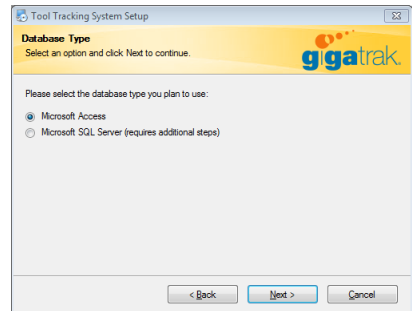 Tool Tracking System Setup
Database Type
Select an option and click Next to continue.
gigatrak.
Please select the database type you plan to use:
Microsoft Access
Microsoft SQL Server (requires additional steps)
< Back
Next >
Cancel